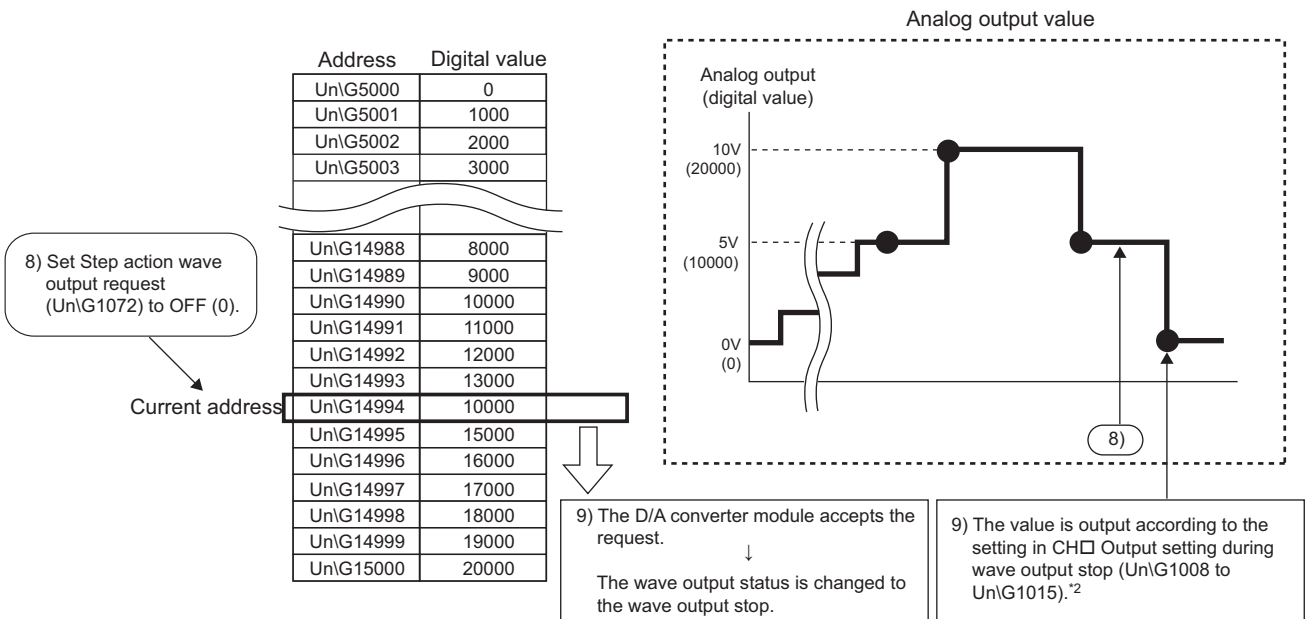 Analog output value
Address Digital value
Un\G5000 0
Un\G5001 1000
Un\G5002 2000
Un\G5003 3000
Un\G14988 8000
Un\G14989 9000
Un\G14990 10000
Un\G14991 11000
Un\G14992 12000
Un\G14993 13000
Un\G14994 10000
Un\G14995 15000
Un\G14996 16000
Un\G14997 17000
Un\G14998 18000
Un\G14999 19000
Un\G15000 20000
8) Set Step action wave
output request
(Un\G1072) to OFF (0).
Current address
Analog output
(digital value)
10V
(20000)
5V
(10000)
0V
(0)
8)
9) The D/A converter module accepts the
request.
↓
The wave output status is changed to
the wave output stop.
9) The value is output according to the
setting in CH□ Output setting during
wave output stop (Un\G1008 to
Un\G1015).*2